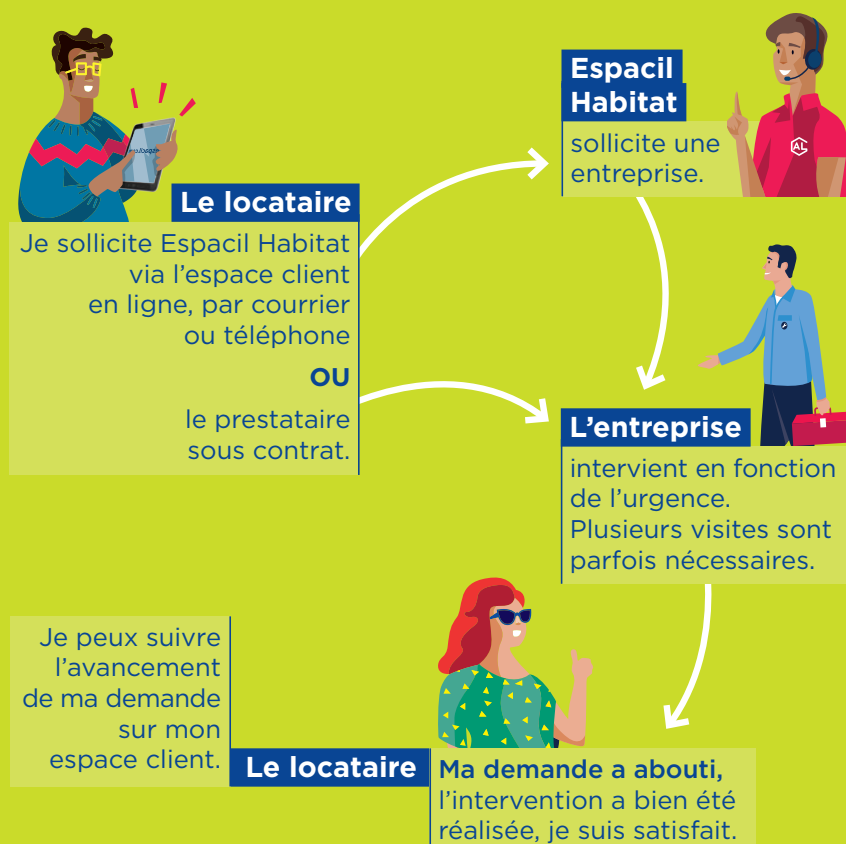 Le locataire
Je sollicite Espacil Habitat
via l'espace client
en ligne, par courrier
ou téléphone
OU
le prestataire
sous contrat.
Espacil
Habitat
sollicite une
entreprise.
AL
L'entreprise
intervient en fonction
de l'urgence.
Plusieurs visites sont
parfois nécessaires.
Je peux suivre
l'avancement
de ma demande
sur mon
espace client.
Le locataire
Ma demande a abouti,
l'intervention a bien été
réalisée, je suis satisfait.